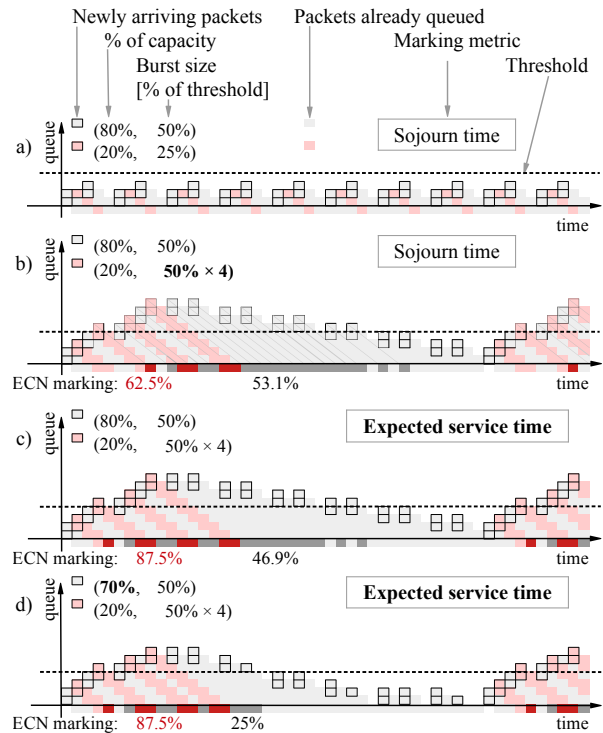 Newly arriving packets Packets already queued
% of capacity Marking metric
Burst size Threshold
[% of threshold]
queue
(80%, 50%) Sojourn time
a)
(20%, 25%)
time
queue
(80%, 50%) Sojourn time
b)
(20%, 50% × 4)
ECN marking: 62.5% 53.1% time
queue
(80%, 50%) Expected service time
c)
(20%, 50% × 4)
ECN marking: 87.5% 46.9% time
queue
(70%, 50%) Expected service time
d)
(20%, 50% × 4)
ECN marking: 87.5% 25% time